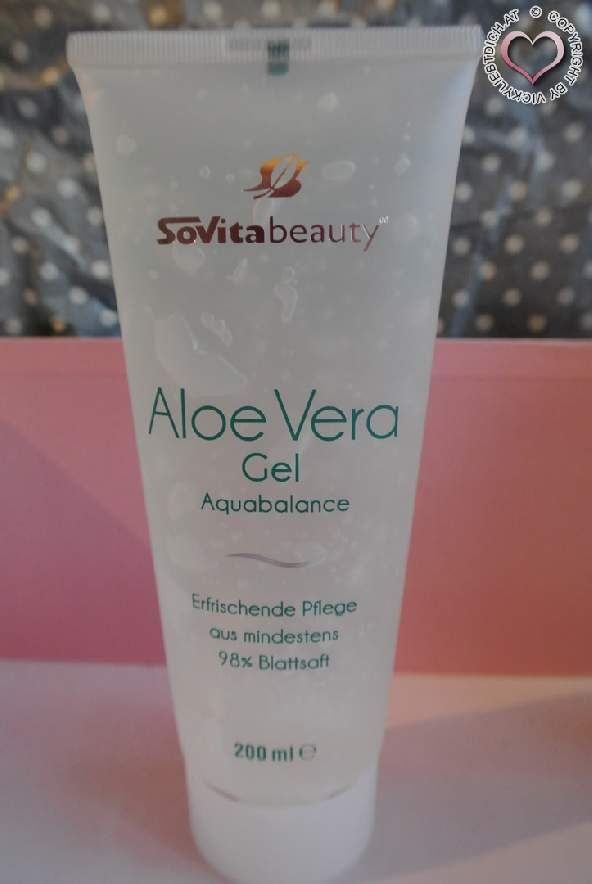 © COPYRIGHT BY VICKYLIEBTDICH.AT
SoVitabeauty
Aloe Vera
Gel
Aquabalance
Erfrischende Pflege
aus mindestens
98% Blattsaft
200 ml ℮